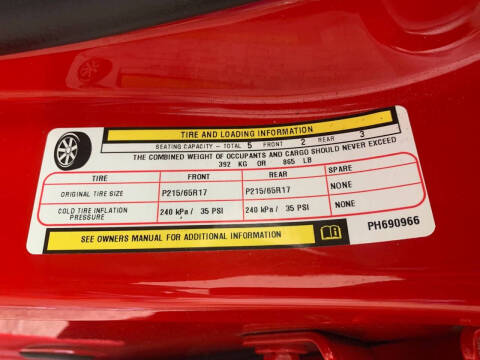 TIRE AND LOADING INFORMATION
SEATING CAPACITY - TOTAL 5 FRONT 2 REAR 3
THE COMBINED WEIGHT OF OCCUPANTS AND CARGO SHOULD NEVER EXCEED
392 KG OR 865 LB
TIRE FRONT REAR SPARE
ORIGINAL TIRE SIZE P215/65R17 P215/65R17 NONE
COLD TIRE INFLATION PRESSURE 240 kPa / 35 PSI 240 kPa / 35 PSI NONE
SEE OWNERS MANUAL FOR ADDITIONAL INFORMATION
PH690966